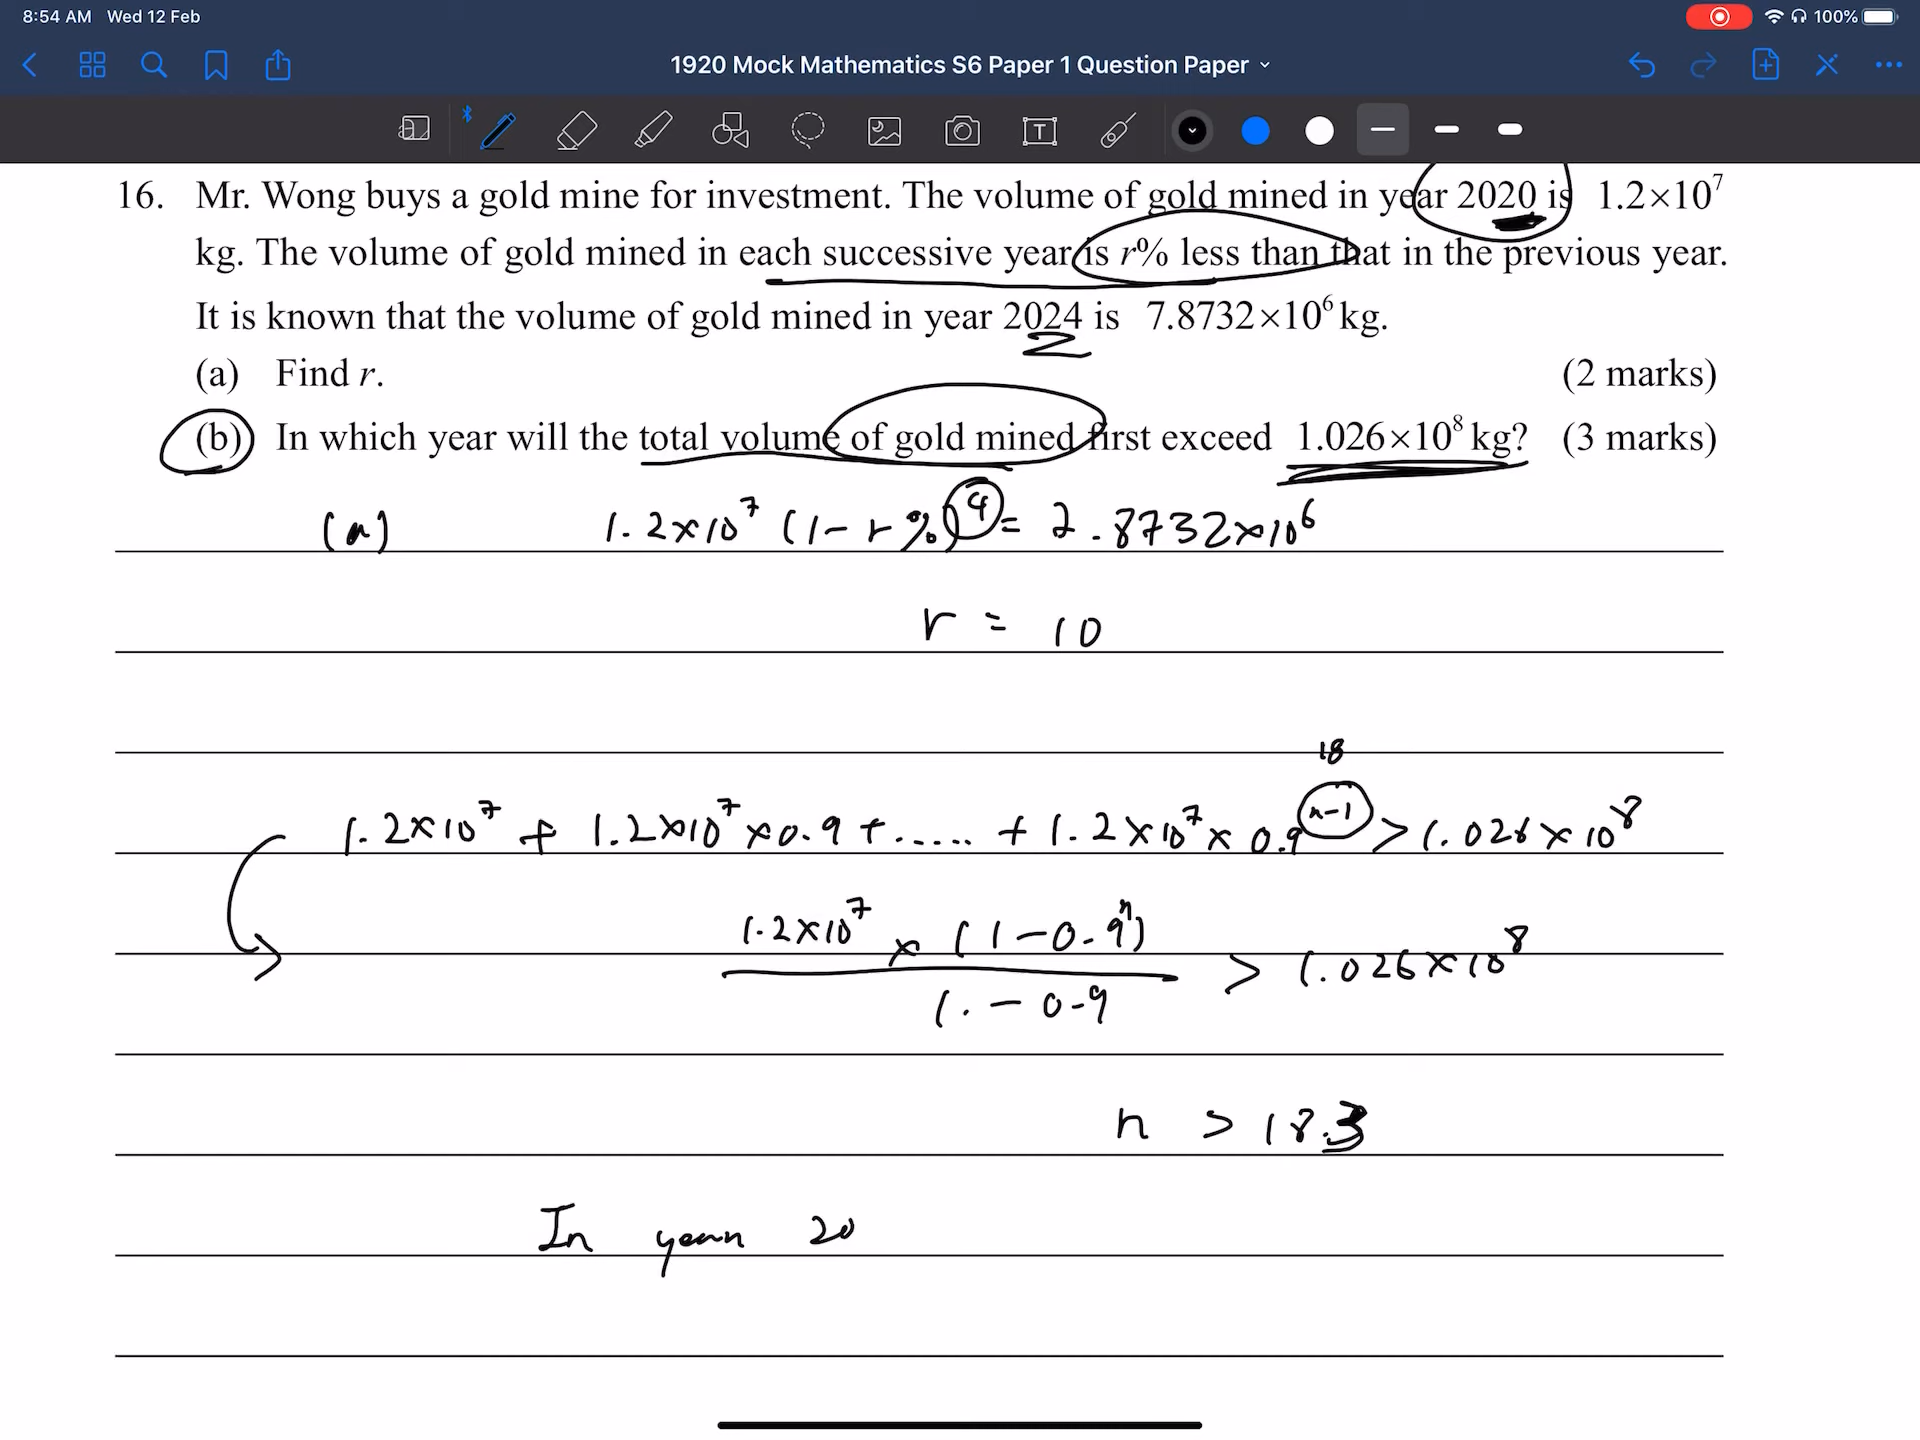 8:54 AM Wed 12 Feb 100%
1920 Mock Mathematics S6 Paper 1 Question Paper
16. Mr. Wong buys a gold mine for investment. The volume of gold mined in year 2020 is 1.2×10⁷
kg. The volume of gold mined in each successive year is r% less than that in the previous year.
It is known that the volume of gold mined in year 2024 is 7.8732×10⁶ kg.
(a) Find r. (2 marks)
(b) In which year will the total volume of gold mined first exceed 1.026×10⁸ kg? (3 marks)
(a) 1.2×10⁷ (1-r%)⁴ = 2.8732×10⁶
r = 10
18
1.2×10⁷ + 1.2×10⁷×0.9+..... + 1.2×10⁷×0.9ⁿ⁻¹ > 1.026×10⁸
1.2×10⁷ × (1-0.9ⁿ)
> 1.026×10⁸
1.-0.9
n > 18.3
In year 20